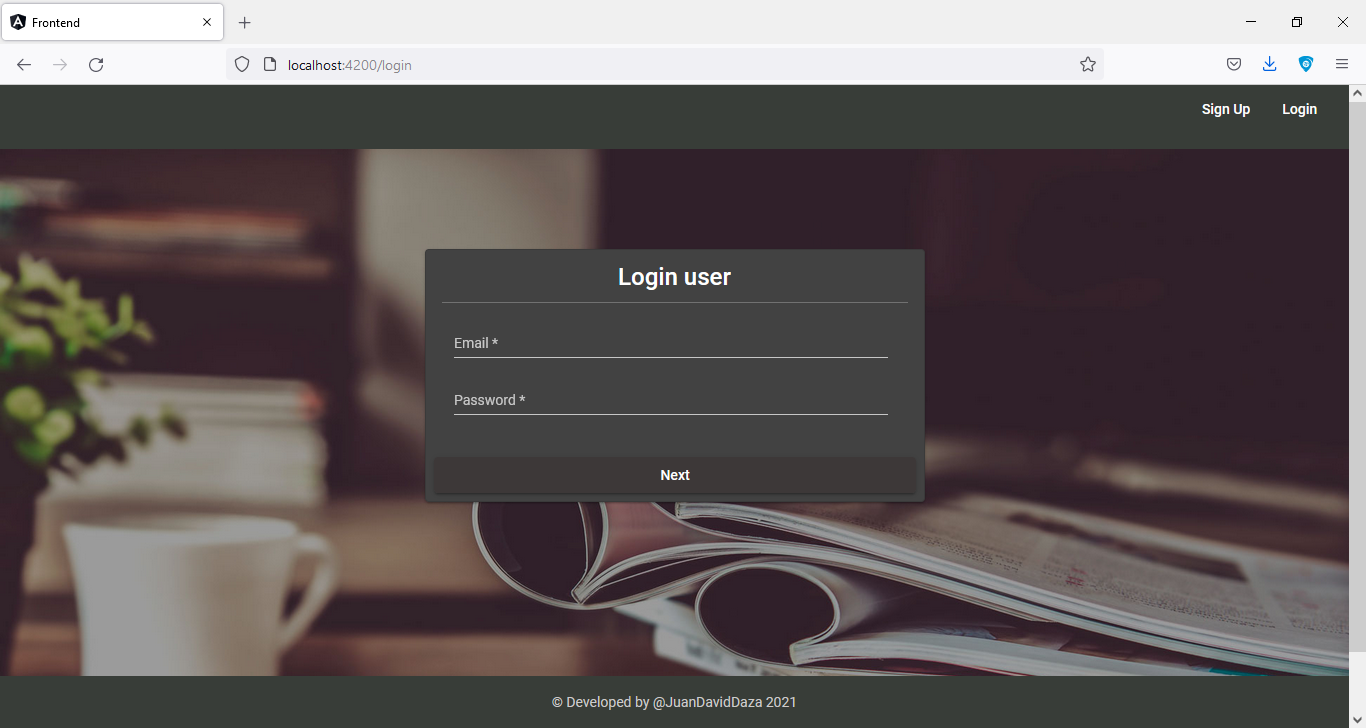 Frontend
localhost:4200/login
Sign Up Login
Login user
Email *
Password *
Next
© Developed by @JuanDavidDaza 2021